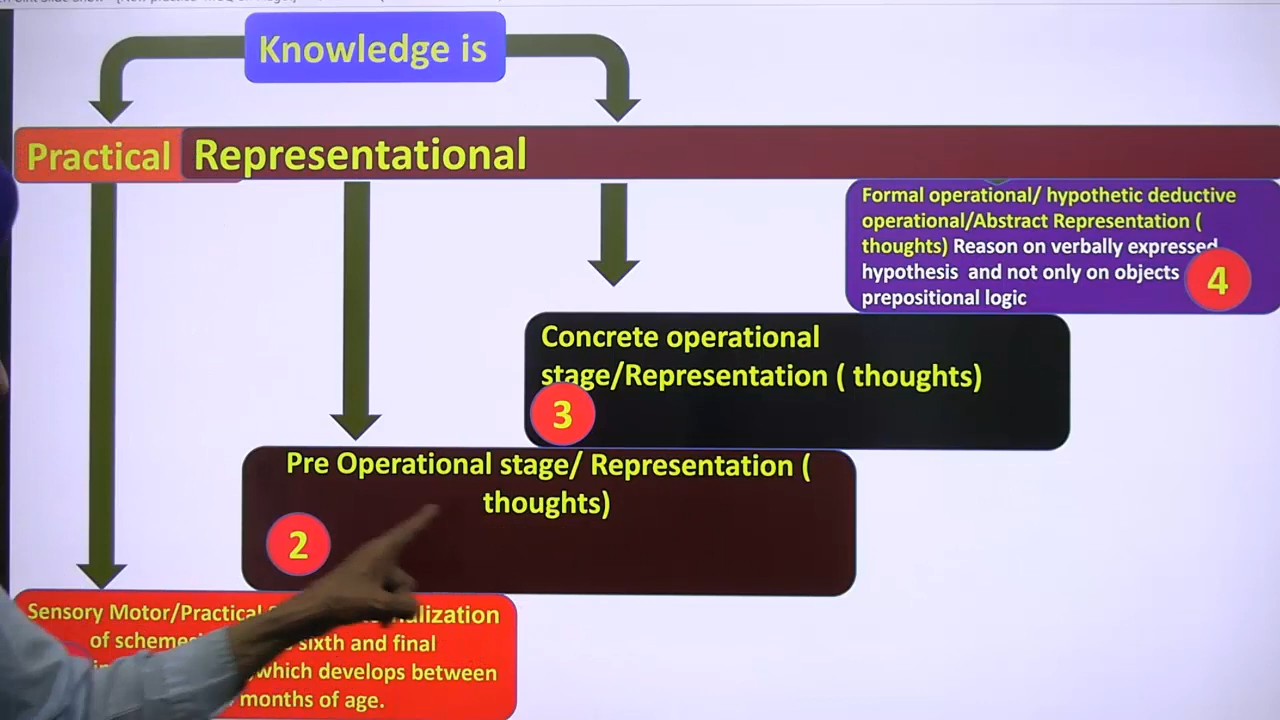 Knowledge is
Practical Representational
Formal operational/ hypothetic deductive
operational/Abstract Representation (
thoughts) Reason on verbally expressed
hypothesis and not only on objects
prepositional logic
4
Concrete operational
stage/Representation ( thoughts)
3
Pre Operational stage/ Representation (
thoughts)
2
Sensory Motor/Practical
of schemes sixth and final
which develops between
months of age.